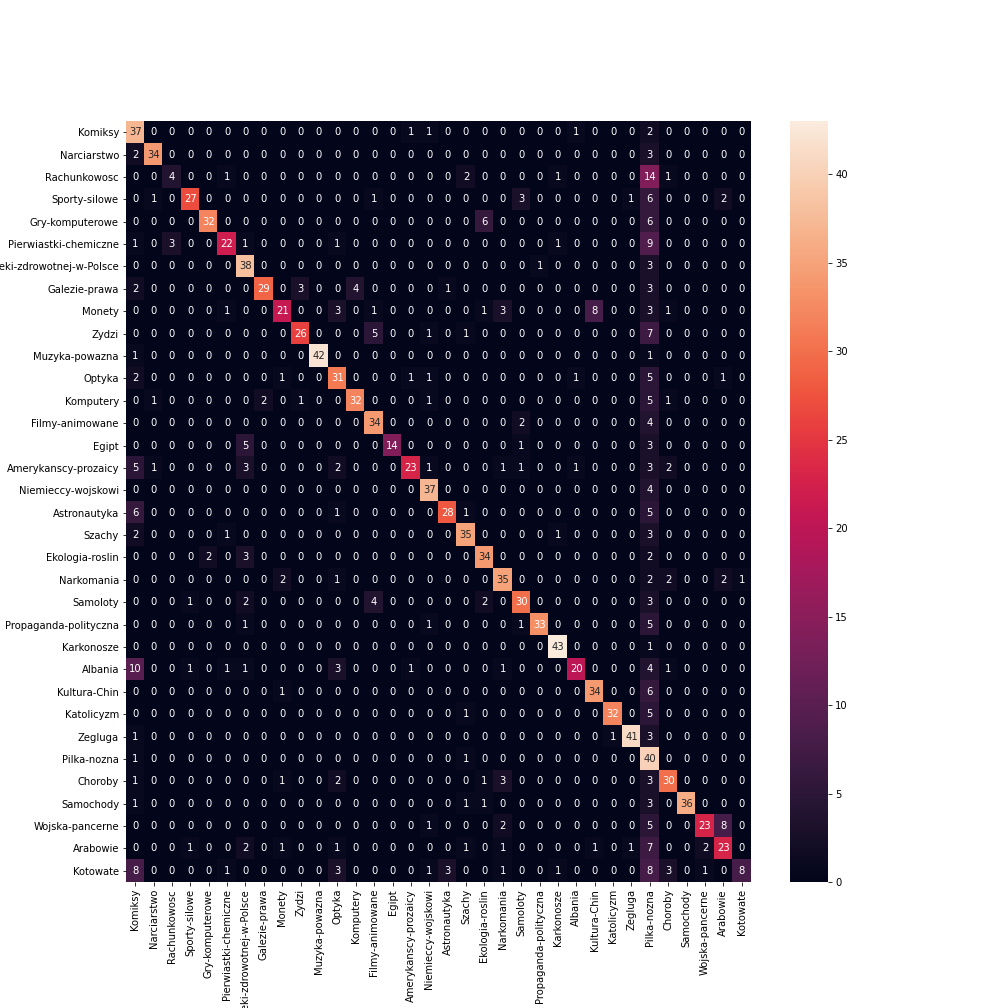 Komiksy 37 0 0 0 0 0 0 0 0 0 0 0 0 0 0 1 1 0 0 0 0 0 0 0 1 0 0 0 2 0 0 0 0 0
Narciarstwo 2 34 0 0 0 0 0 0 0 0 0 0 0 0 0 0 0 0 0 0 0 0 0 0 0 0 0 0 3 0 0 0 0 0
Rachunkowosc 0 0 4 0 0 1 0 0 0 0 0 0 0 0 0 0 0 0 2 0 0 0 0 1 0 0 0 0 14 1 0 0 0 0
Sporty-silowe 0 1 0 27 0 0 0 0 0 0 0 0 0 1 0 0 0 0 0 0 0 3 0 0 0 0 0 1 6 0 0 0 2 0
Gry-komputerowe 0 0 0 0 32 0 0 0 0 0 0 0 0 0 0 0 0 0 0 6 0 0 0 0 0 0 0 0 6 0 0 0 0 0
Pierwiastki-chemiczne 1 0 3 0 0 22 1 0 0 0 0 1 0 0 0 0 0 0 0 0 0 0 0 1 0 0 0 0 9 0 0 0 0 0
eki-zdrowotnej-w-Polsce 0 0 0 0 0 0 38 0 0 0 0 0 0 0 0 0 0 0 0 0 0 0 1 0 0 0 0 0 3 0 0 0 0 0
Galezie-prawa 2 0 0 0 0 0 0 29 0 3 0 0 4 0 0 0 0 1 0 0 0 0 0 0 0 0 0 0 3 0 0 0 0 0
Monety 0 0 0 0 0 1 0 0 21 0 0 3 0 1 0 0 0 0 0 1 3 0 0 0 0 8 0 0 3 1 0 0 0 0
Zydzi 0 0 0 0 0 0 0 0 0 26 0 0 0 5 0 0 1 0 1 0 0 0 0 0 0 0 0 0 7 0 0 0 0 0
Muzyka-powazna 1 0 0 0 0 0 0 0 0 0 42 0 0 0 0 0 0 0 0 0 0 0 0 0 0 0 0 0 1 0 0 0 0 0
Optyka 2 0 0 0 0 0 0 0 1 0 0 31 0 0 0 1 1 0 0 0 0 0 0 0 1 0 0 0 5 0 0 0 1 0
Komputery 0 1 0 0 0 0 0 2 0 1 0 0 32 0 0 0 1 0 0 0 0 0 0 0 0 0 0 0 5 1 0 0 0 0
Filmy-animowane 0 0 0 0 0 0 0 0 0 0 0 0 0 34 0 0 0 0 0 0 0 2 0 0 0 0 0 0 4 0 0 0 0 0
Egipt 0 0 0 0 0 0 5 0 0 0 0 0 0 0 14 0 0 0 0 0 0 1 0 0 0 0 0 0 3 0 0 0 0 0
Amerykanscy-prozaicy 5 1 0 0 0 0 3 0 0 0 0 2 0 0 0 23 1 0 0 0 1 1 0 0 1 0 0 0 3 2 0 0 0 0
Niemieccy-wojskowi 0 0 0 0 0 0 0 0 0 0 0 0 0 0 0 0 37 0 0 0 0 0 0 0 0 0 0 0 4 0 0 0 0 0
Astronautyka 6 0 0 0 0 0 0 0 0 0 0 1 0 0 0 0 0 28 1 0 0 0 0 0 0 0 0 0 5 0 0 0 0 0
Szachy 2 0 0 0 0 1 0 0 0 0 0 0 0 0 0 0 0 0 35 0 0 0 0 1 0 0 0 0 3 0 0 0 0 0
Ekologia-roslin 0 0 0 0 2 0 3 0 0 0 0 0 0 0 0 0 0 0 0 34 0 0 0 0 0 0 0 0 2 0 0 0 0 0
Narkomania 0 0 0 0 0 0 0 0 2 0 0 1 0 0 0 0 0 0 0 0 35 0 0 0 0 0 0 0 2 2 0 0 2 1
Samoloty 0 0 0 1 0 0 2 0 0 0 0 0 0 4 0 0 0 0 0 2 0 30 0 0 0 0 0 0 3 0 0 0 0 0
Propaganda-polityczna 0 0 0 0 0 0 1 0 0 0 0 0 0 0 0 0 1 0 0 0 0 1 33 0 0 0 0 0 5 0 0 0 0 0
Karkonosze 0 0 0 0 0 0 0 0 0 0 0 0 0 0 0 0 0 0 0 0 0 0 0 43 0 0 0 0 1 0 0 0 0 0
Albania 10 0 0 1 0 1 1 0 0 0 0 3 0 0 0 1 0 0 0 0 1 0 0 0 20 0 0 0 4 1 0 0 0 0
Kultura-Chin 0 0 0 0 0 0 0 0 1 0 0 0 0 0 0 0 0 0 0 0 0 0 0 0 0 34 0 0 6 0 0 0 0 0
Katolicyzm 0 0 0 0 0 0 0 0 0 0 0 0 0 0 0 0 0 0 1 0 0 0 0 0 0 0 32 0 5 0 0 0 0 0
Zegluga 1 0 0 0 0 0 0 0 0 0 0 0 0 0 0 0 0 0 0 0 0 0 0 0 0 0 1 41 3 0 0 0 0 0
Pilka-nozna 1 0 0 0 0 0 0 0 0 0 0 0 0 0 0 0 0 0 1 0 0 0 0 0 0 0 0 0 40 0 0 0 0 0
Choroby 1 0 0 0 0 0 0 0 1 0 0 2 0 0 0 0 0 0 0 1 3 0 0 0 0 0 0 0 3 30 0 0 0 0
Samochody 1 0 0 0 0 0 0 0 0 0 0 0 0 0 0 0 0 0 1 1 0 0 0 0 0 0 0 0 3 0 36 0 0 0
Wojska-pancerne 0 0 0 0 0 0 0 0 0 0 0 0 0 0 0 0 1 0 0 0 2 0 0 0 0 0 0 0 5 0 0 23 8 0
Arabowie 0 0 0 1 0 0 2 0 1 0 0 1 0 0 0 0 0 0 1 0 1 0 0 0 0 1 0 1 7 0 0 2 23 0
Kotowate 8 0 0 0 0 1 0 0 0 0 0 3 0 0 0 0 1 3 0 0 1 0 0 1 0 0 0 0 8 3 0 1 0 8
Komiksy
Narciarstwo
Rachunkowosc
Sporty-silowe
Gry-komputerowe
Pierwiastki-chemiczne
eki-zdrowotnej-w-Polsce
Galezie-prawa
Monety
Zydzi
Muzyka-powazna
Optyka
Komputery
Filmy-animowane
Egipt
Amerykanscy-prozaicy
Niemieccy-wojskowi
Astronautyka
Szachy
Ekologia-roslin
Narkomania
Samoloty
Propaganda-polityczna
Karkonosze
Albania
Kultura-Chin
Katolicyzm
Zegluga
Pilka-nozna
Choroby
Samochody
Wojska-pancerne
Arabowie
Kotowate
40
35
30
25
20
15
10
5
0